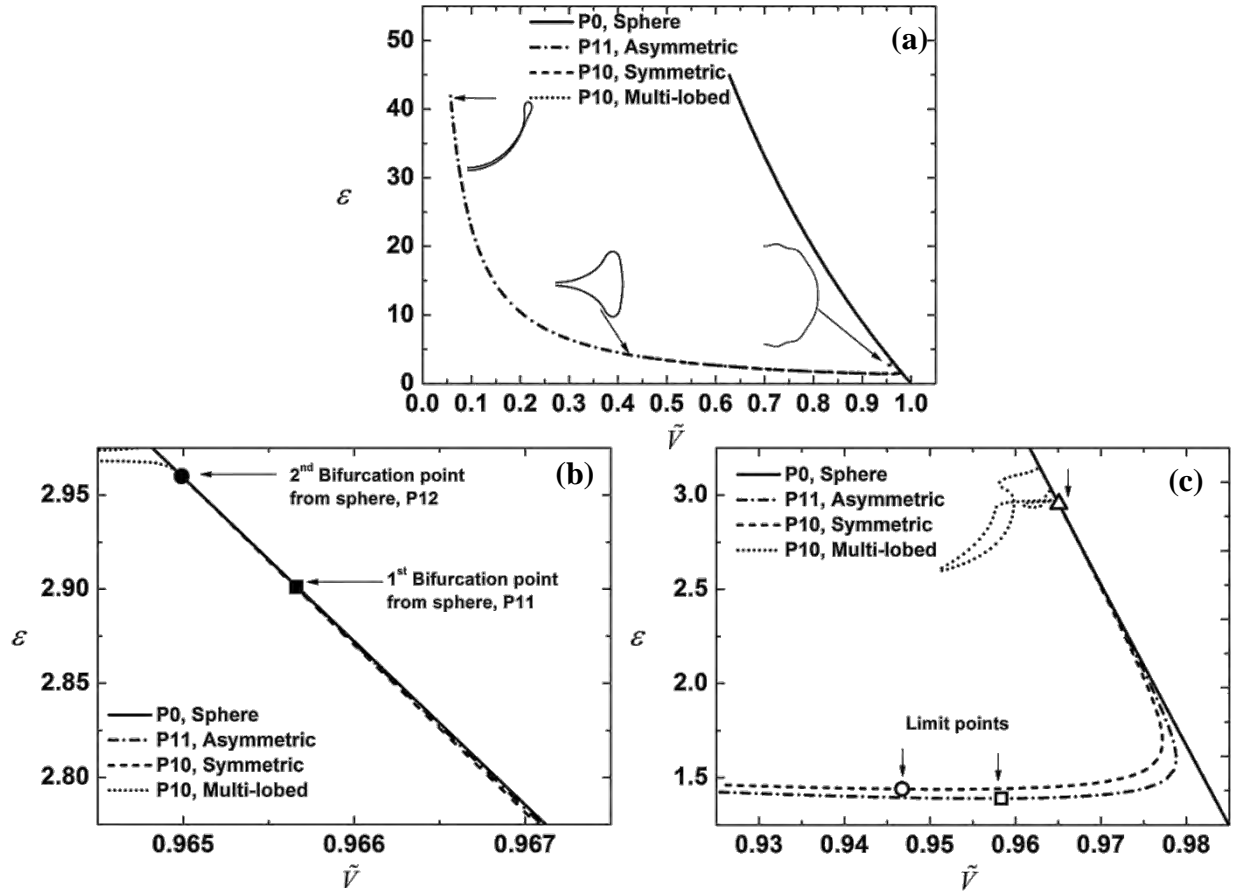 (a)
P0, Sphere
P11, Asymmetric
P10, Symmetric
P10, Multi-lobed
50
40
30
20
10
0
ε
0.0 0.1 0.2 0.3 0.4 0.5 0.6 0.7 0.8 0.9 1.0
Ṽ
(b)
2nd Bifurcation point
from sphere, P12
1st Bifurcation point
from sphere, P11
P0, Sphere
P11, Asymmetric
P10, Symmetric
P10, Multi-lobed
2.95
2.90
2.85
2.80
ε
0.965 0.966 0.967
Ṽ
(c)
P0, Sphere
P11, Asymmetric
P10, Symmetric
P10, Multi-lobed
Limit points
3.0
2.5
2.0
1.5
ε
0.93 0.94 0.95 0.96 0.97 0.98
Ṽ